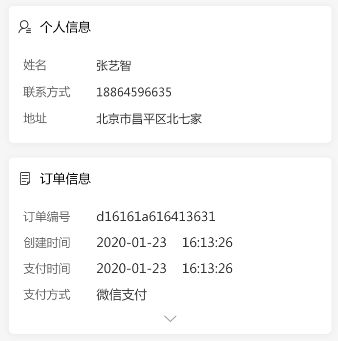 个人信息
姓名 张艺智
联系方式 18864596635
地址 北京市昌平区北七家
订单信息
订单编号 d16161a616413631
创建时间 2020-01-23 16:13:26
支付时间 2020-01-23 16:13:26
支付方式 微信支付